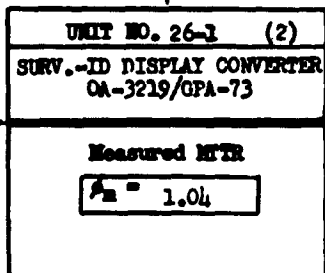 UNIT NO. 26-1 (2)
SURV.-ID DISPLAY CONVERTER
OA-3219/GPA-73
Measured MTTR
m = 1.04